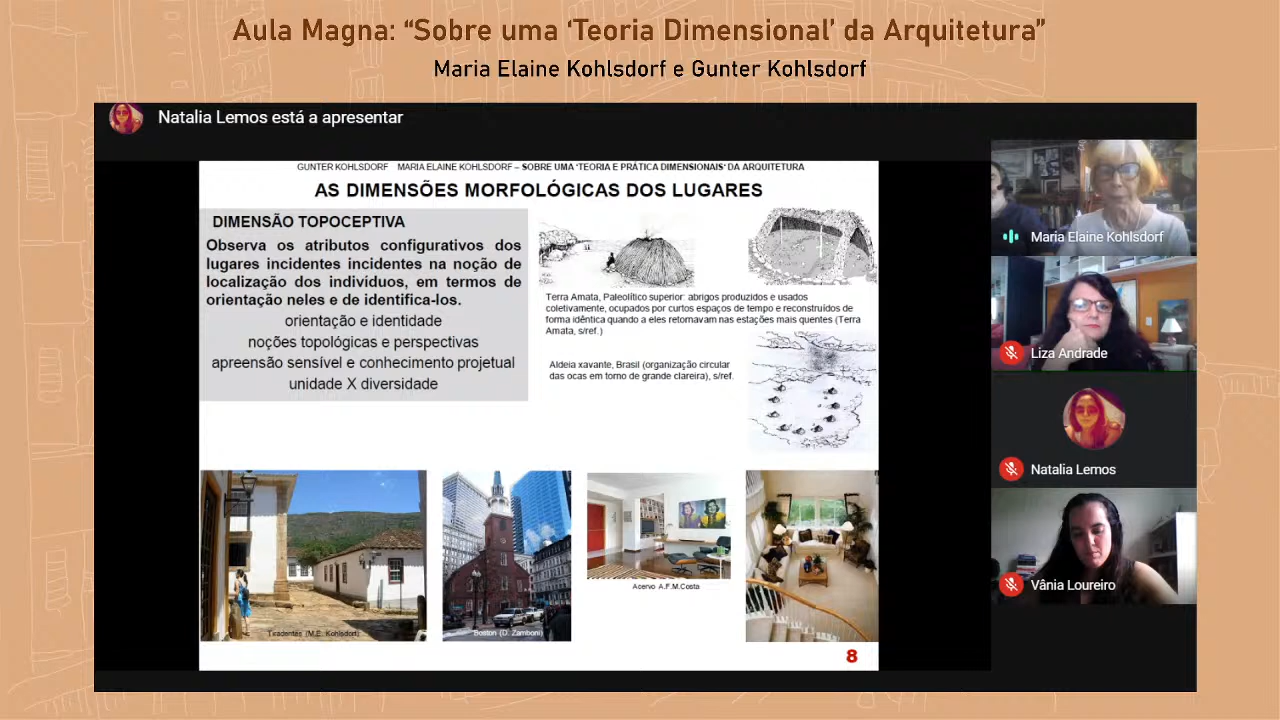 Aula Magna: “Sobre uma ‘Teoria Dimensional’ da Arquitetura”
Maria Elaine Kohlsdorf e Gunter Kohlsdorf
Natalia Lemos está a apresentar
GUNTER KOHLSDORF MARIA ELAINE KOHLSDORF – SOBRE UMA ‘TEORIA E PRÁTICA DIMENSIONAIS’ DA ARQUITETURA
AS DIMENSÕES MORFOLÓGICAS DOS LUGARES
DIMENSÃO TOPOCEPTIVA
Observa os atributos configurativos dos
lugares incidentes incidentes na noção de
localização dos indivíduos, em termos de
orientação neles e de identifica-los.
orientação e identidade
noções topológicas e perspectivas
apreensão sensível e conhecimento projetual
unidade X diversidade
Terra Amata, Paleolítico superior: abrigos produzidos e usados
coletivamente, ocupados por curtos espaços de tempo e reconstruídos de
forma idêntica quando a eles retornavam nas estações mais quentes (Terra
Amata, s/ref.)
Aldeia xavante, Brasil (organização circular
das ocas em torno de grande clareira), s/ref.
Tiradentes (M.E. Kohlsdorf)
Boston (D. Zamboni)
Acervo A.F.M.Costa
8
Maria Elaine Kohlsdorf
Liza Andrade
Natalia Lemos
Vânia Loureiro